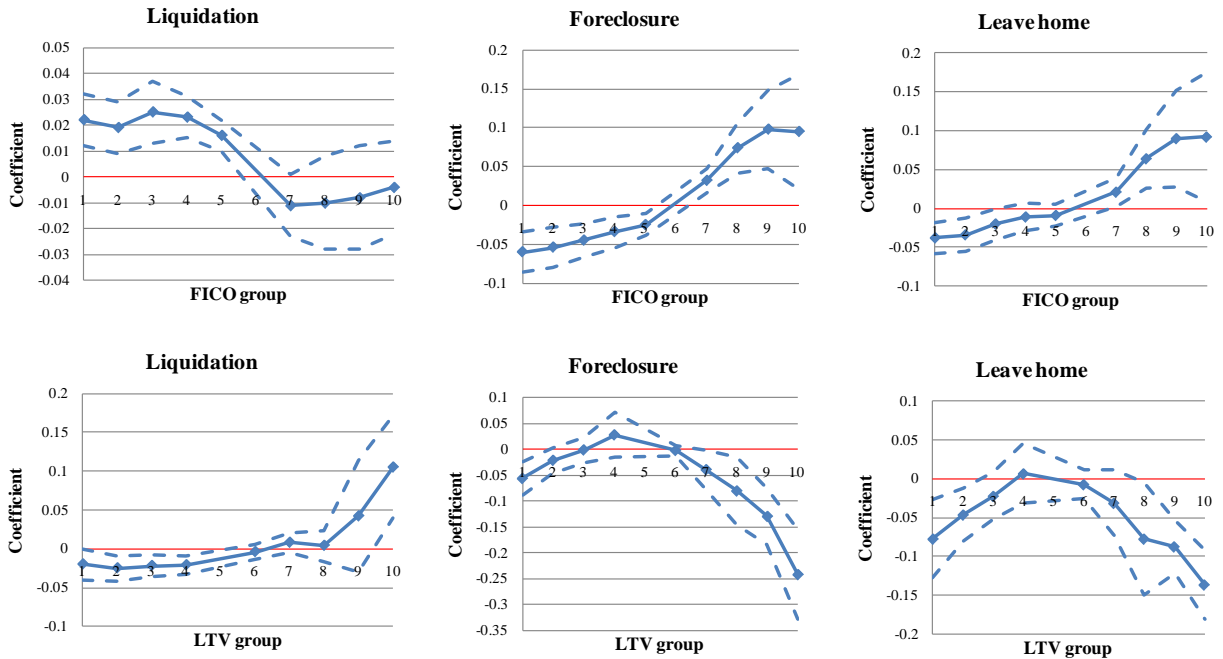 Liquidation
Coefficient
0.05
0.04
0.03
0.02
0.01
0
-0.01
-0.02
-0.03
-0.04
1 2 3 4 5 6 7 8 9 10
FICO group
Foreclosure
Coefficient
0.2
0.15
0.1
0.05
0
-0.05
-0.1
1 2 3 4 5 6 7 8 9 10
FICO group
Leave home
Coefficient
0.2
0.15
0.1
0.05
0
-0.05
-0.1
1 2 3 4 5 6 7 8 9 10
FICO group
Liquidation
Coefficient
0.2
0.15
0.1
0.05
0
-0.05
-0.1
1 2 3 4 5 6 7 8 9 10
LTV group
Foreclosure
Coefficient
0.1
0.05
0
-0.05
-0.1
-0.15
-0.2
-0.25
-0.3
-0.35
1 2 3 4 5 6 7 8 9 10
LTV group
Leave home
Coefficient
0.1
0.05
0
-0.05
-0.1
-0.15
-0.2
1 2 3 4 5 6 7 8 9 10
LTV group